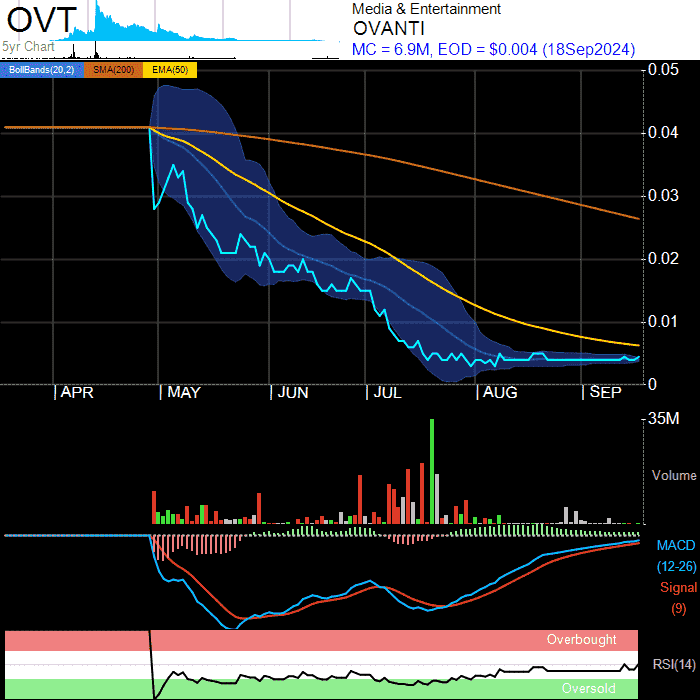 OVT
Media & Entertainment
OVANTI
5yr Chart
MC = 6.9M, EOD = $0.004 (18Sep2024)
BollBands(20,2) SMA(200) EMA(50)
0.05
0.04
0.03
0.02
0.01
0
APR MAY JUN JUL AUG SEP
35M
Volume
MACD
(12-26)
Signal
(9)
Overbought
RSI(14)
Oversold